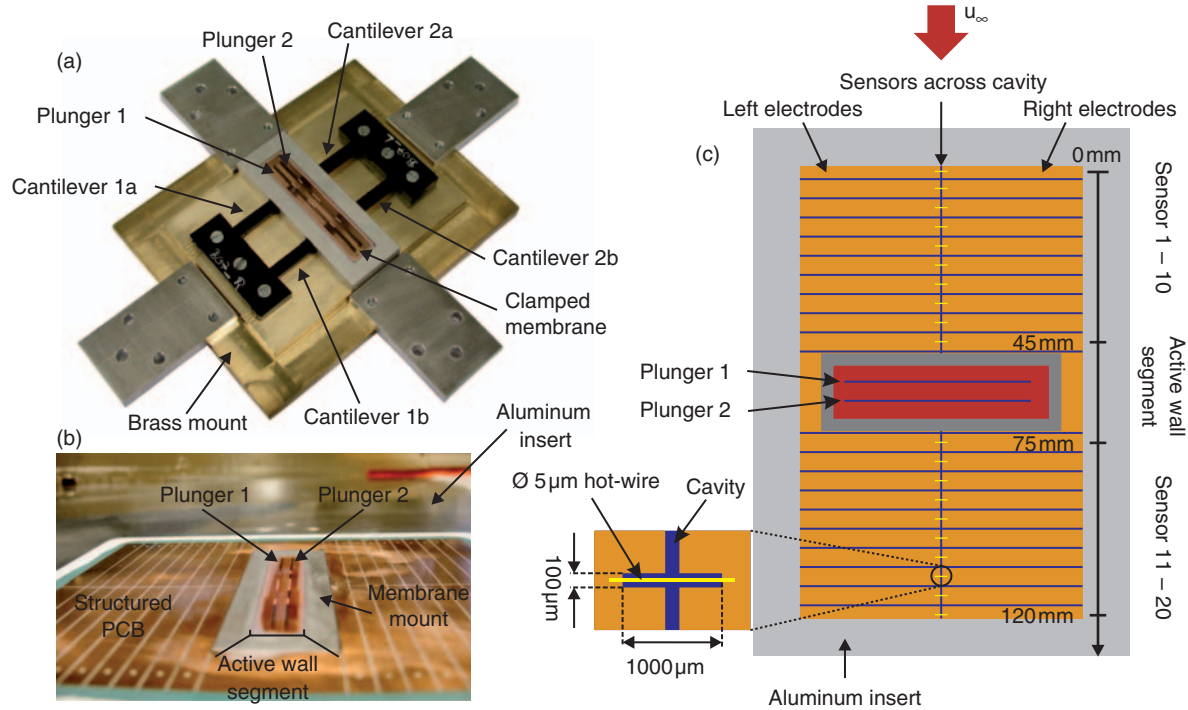 (a)
Plunger 2
Cantilever 2a
Plunger 1
Cantilever 1a
Cantilever 2b
Clamped
membrane
Brass mount
Cantilever 1b
Aluminum
insert
(b)
Plunger 1
Plunger 2
Structured
PCB
Membrane
mount
Active wall
segment
(c)
u∞
Sensors across cavity
Left electrodes
Right electrodes
0 mm
Sensor 1 – 10
45 mm
Plunger 1
Plunger 2
Active wall
segment
75 mm
Sensor 11 – 20
120 mm
Ø 5 µm hot-wire
Cavity
100 µm
1000 µm
Aluminum insert